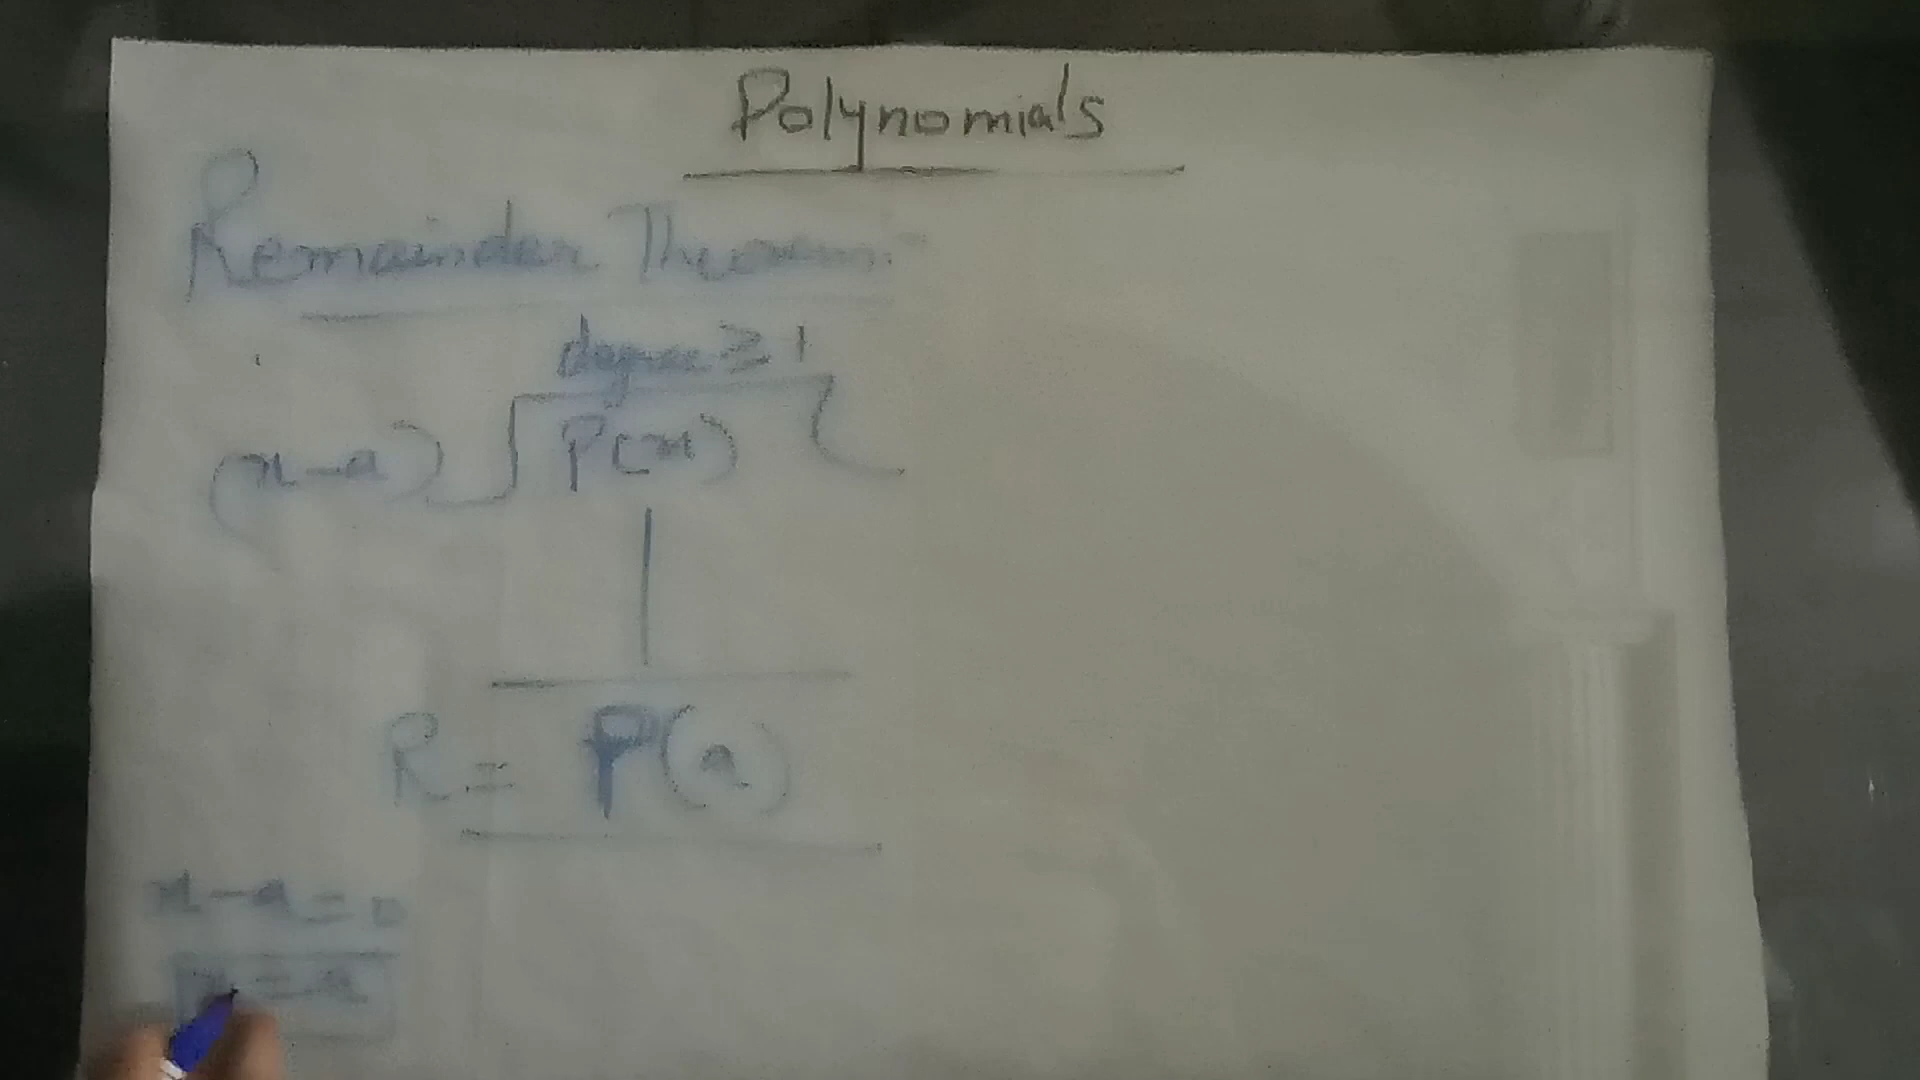 Polynomials
Remainder Theorem:-
degree ≥ 1
(x-a) P(x)
R = P(a)
x-a=0
x=a